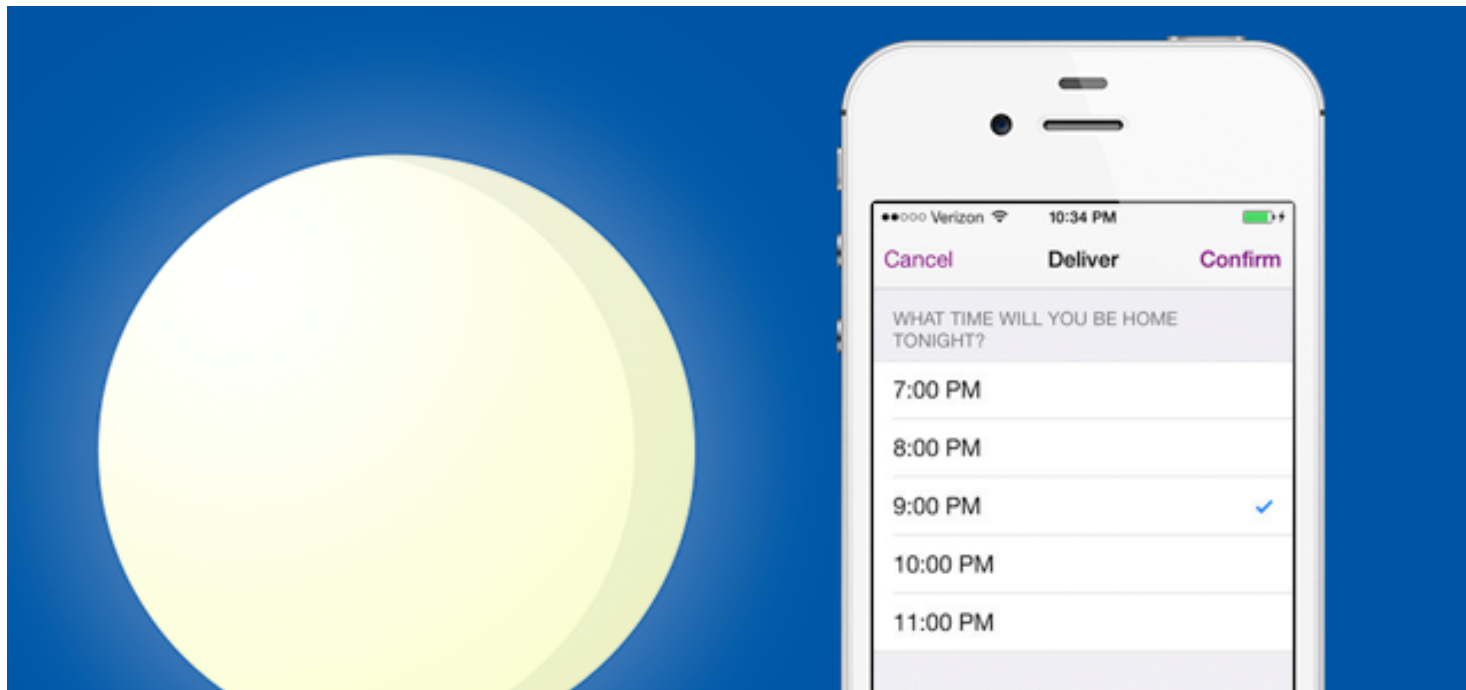 Verizon 10:34 PM
Cancel Deliver Confirm
WHAT TIME WILL YOU BE HOME
TONIGHT?
7:00 PM
8:00 PM
9:00 PM
10:00 PM
11:00 PM